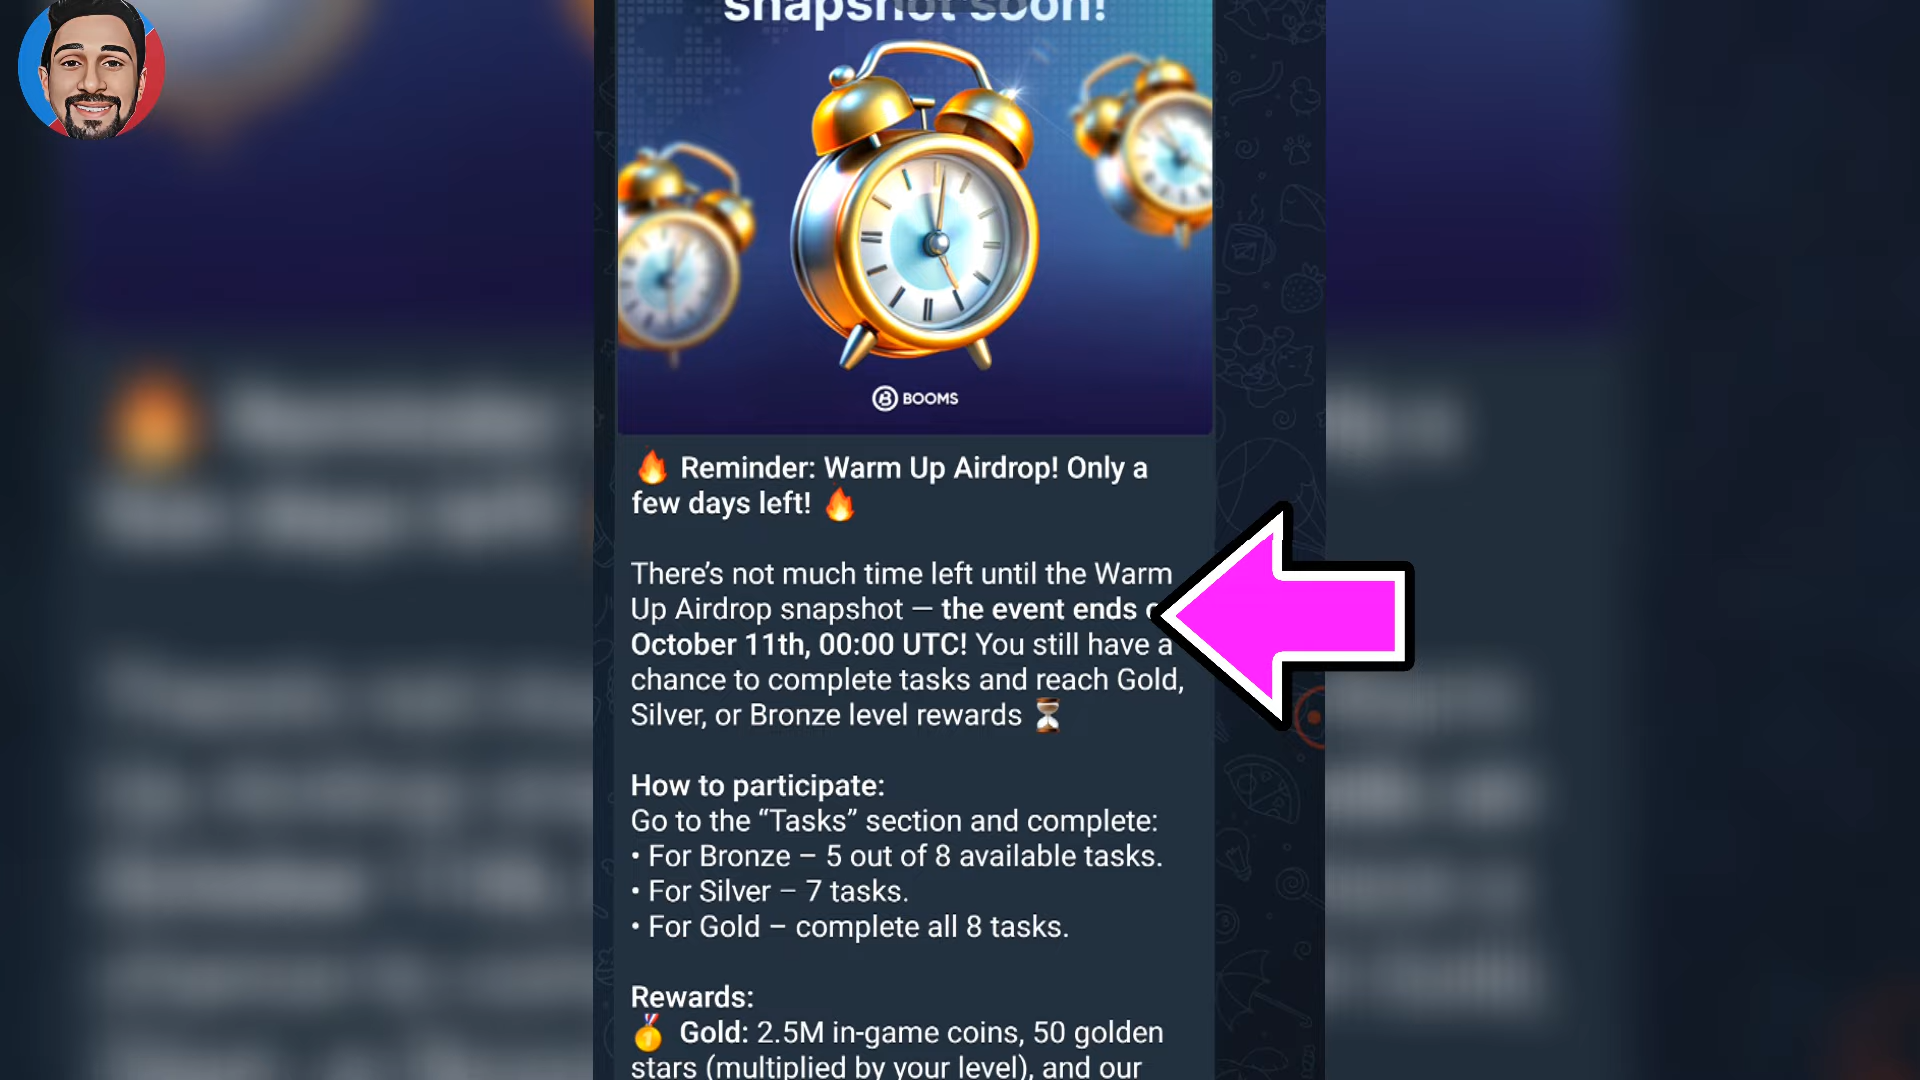 snapshot soon!
BOOMS
🔥 Reminder: Warm Up Airdrop! Only a
few days left! 🔥
There’s not much time left until the Warm
Up Airdrop snapshot — the event ends
October 11th, 00:00 UTC! You still have a
chance to complete tasks and reach Gold,
Silver, or Bronze level rewards ⏳
How to participate:
Go to the “Tasks” section and complete:
• For Bronze – 5 out of 8 available tasks.
• For Silver – 7 tasks.
• For Gold – complete all 8 tasks.
Rewards:
🥇 Gold: 2.5M in-game coins, 50 golden
stars (multiplied by your level), and our